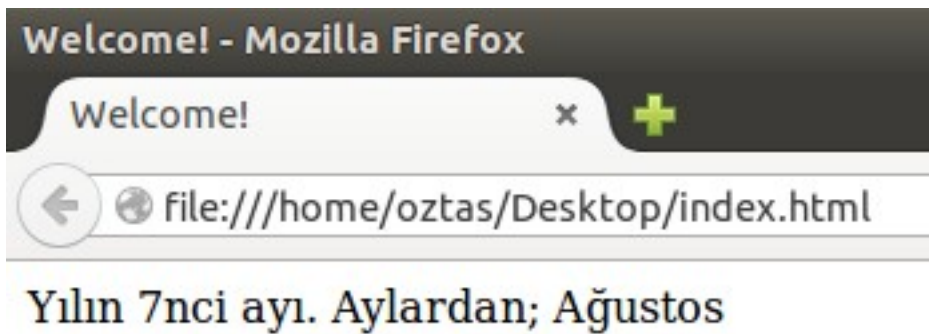 Welcome! - Mozilla Firefox
Welcome!
file:///home/oztas/Desktop/index.html
Yılın 7nci ayı. Aylardan; Ağustos